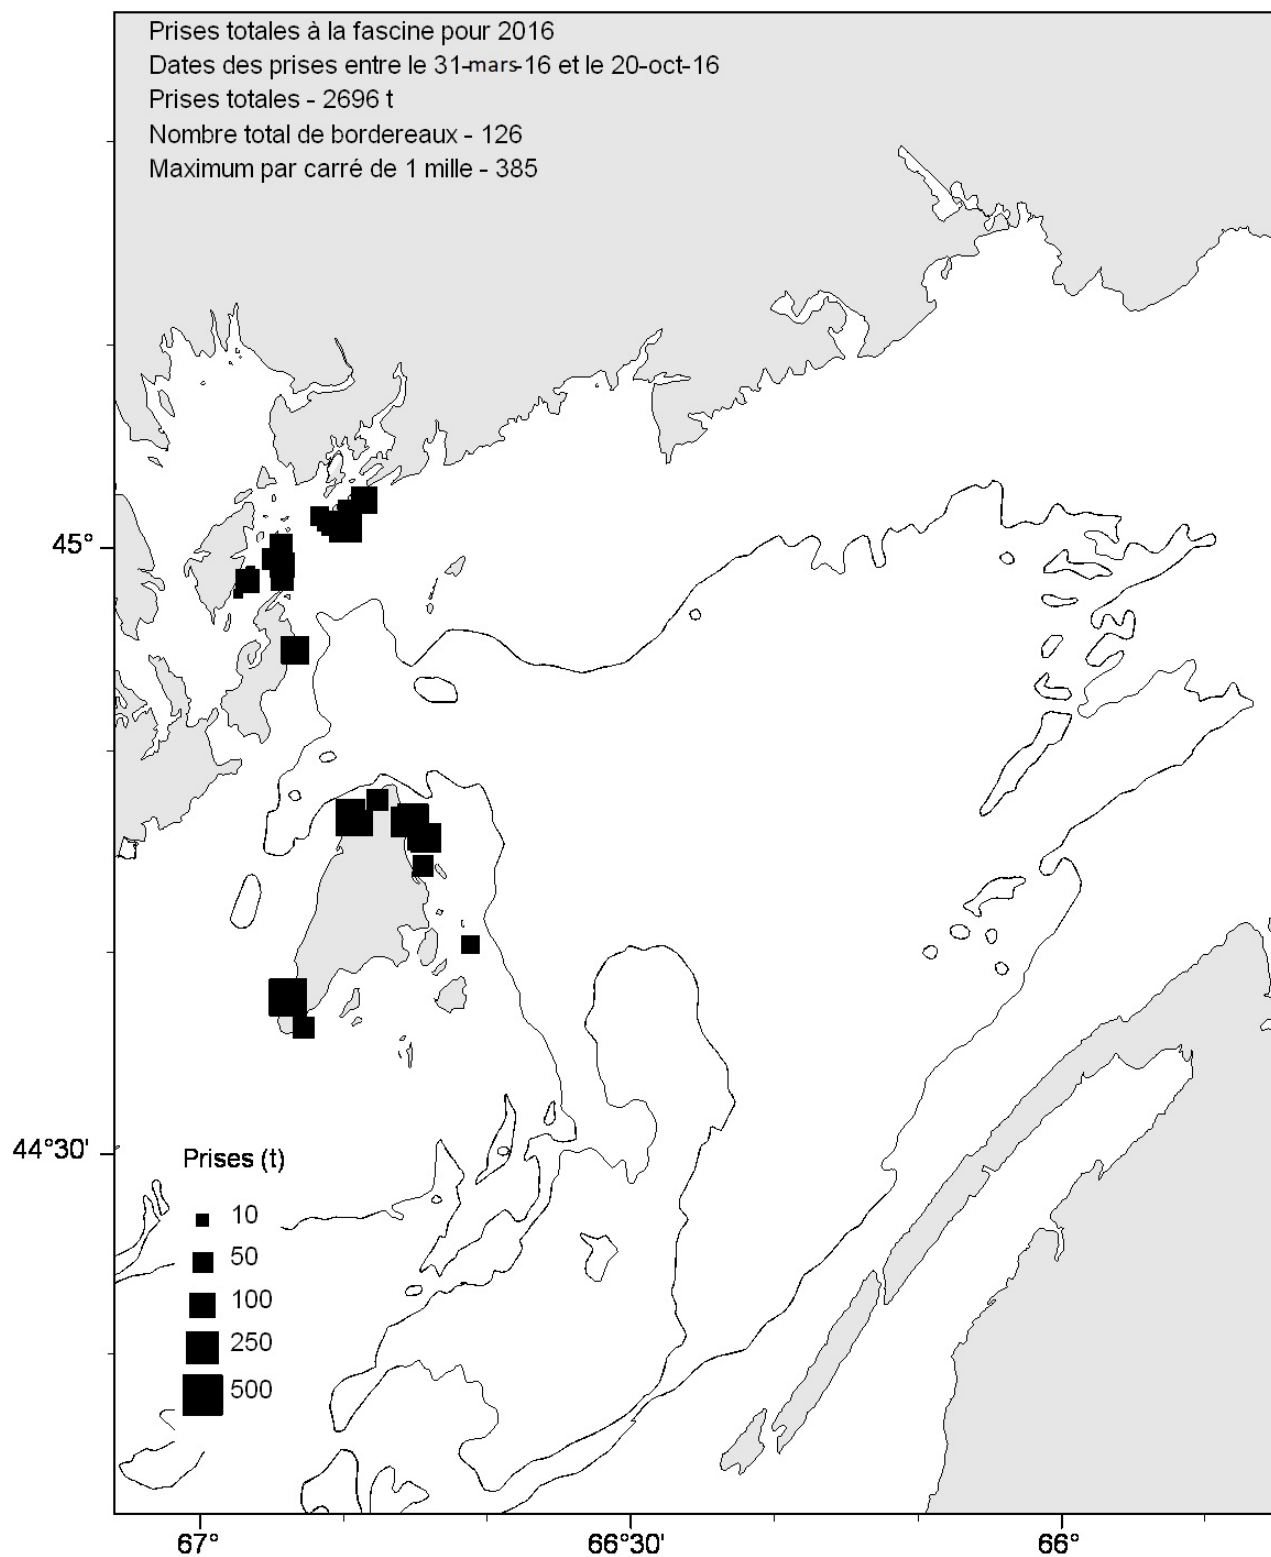 Prises totales à la fascine pour 2016
Dates des prises entre le 31-mars-16 et le 20-oct-16
Prises totales - 2696 t
Nombre total de bordereaux - 126
Maximum par carré de 1 mille - 385
45°
44°30'
Prises (t)
10
50
100
250
500
67°
66°30'
66°